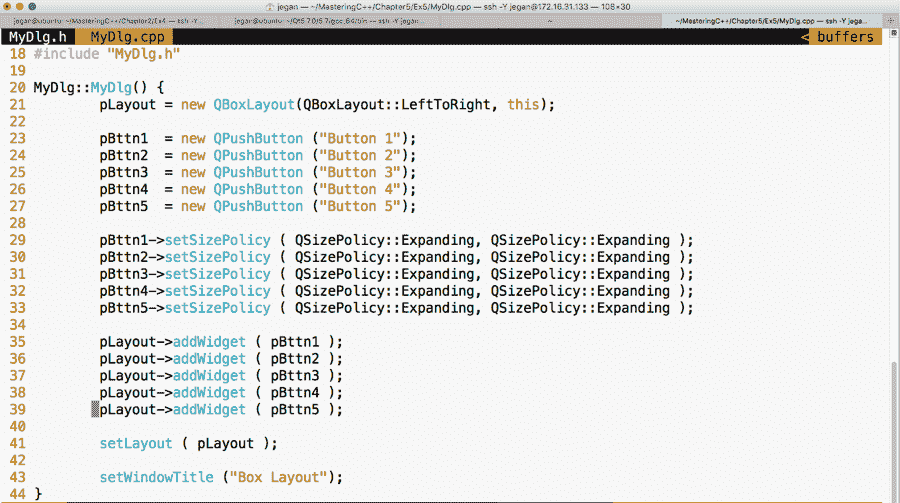 jegan — ~/MasteringC++/Chapter5/Ex5/MyDlg.cpp — ssh -Y jegan@172.16.31.133 — 108×30
jegan@ubuntu: ~/MasteringC++/Chapter2/Ex4 — ssh -Y... jegan@ubuntu: ~/Qt5.7.0/5.7/gcc_64/bin — ssh -Y jegan... ~ ~/MasteringC++/Chapter5/Ex5/MyDlg.cpp — ssh -Y jega... +
MyDlg.h MyDlg.cpp < buffers
18 #include "MyDlg.h"
19
20 MyDlg::MyDlg() {
21 pLayout = new QBoxLayout(QBoxLayout::LeftToRight, this);
22
23 pBttn1 = new QPushButton ("Button 1");
24 pBttn2 = new QPushButton ("Button 2");
25 pBttn3 = new QPushButton ("Button 3");
26 pBttn4 = new QPushButton ("Button 4");
27 pBttn5 = new QPushButton ("Button 5");
28
29 pBttn1->setSizePolicy ( QSizePolicy::Expanding, QSizePolicy::Expanding );
30 pBttn2->setSizePolicy ( QSizePolicy::Expanding, QSizePolicy::Expanding );
31 pBttn3->setSizePolicy ( QSizePolicy::Expanding, QSizePolicy::Expanding );
32 pBttn4->setSizePolicy ( QSizePolicy::Expanding, QSizePolicy::Expanding );
33 pBttn5->setSizePolicy ( QSizePolicy::Expanding, QSizePolicy::Expanding );
34
35 pLayout->addWidget ( pBttn1 );
36 pLayout->addWidget ( pBttn2 );
37 pLayout->addWidget ( pBttn3 );
38 pLayout->addWidget ( pBttn4 );
39 pLayout->addWidget ( pBttn5 );
40
41 setLayout ( pLayout );
42
43 setWindowTitle ("Box Layout");
44 }